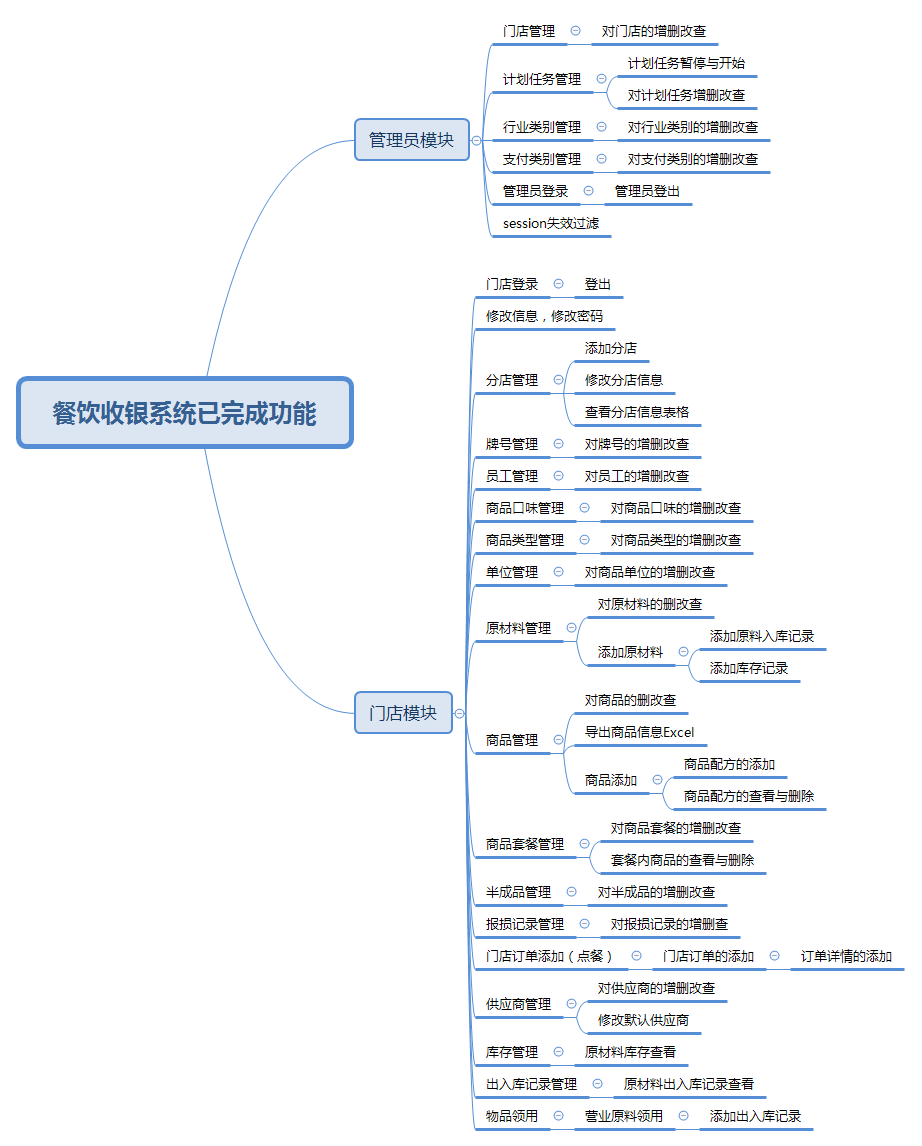 餐饮收银系统已完成功能
管理员模块
门店管理
对门店的增删改查
计划任务管理
计划任务暂停与开始
对计划任务增删改查
行业类别管理
对行业类别的增删改查
支付类别管理
对支付类别的增删改查
管理员登录
管理员登出
session失效过滤
门店模块
门店登录
登出
修改信息，修改密码
分店管理
添加分店
修改分店信息
查看分店信息表格
牌号管理
对牌号的增删改查
员工管理
对员工的增删改查
商品口味管理
对商品口味的增删改查
商品类型管理
对商品类型的增删改查
单位管理
对商品单位的增删改查
原材料管理
对原材料的删改查
添加原材料
添加原料入库记录
添加库存记录
商品管理
对商品的删改查
导出商品信息Excel
商品添加
商品配方的添加
商品配方的查看与删除
商品套餐管理
对商品套餐的增删改查
套餐内商品的查看与删除
半成品管理
对半成品的增删改查
报损记录管理
对报损记录的增删查
门店订单添加（点餐）
门店订单的添加
订单详情的添加
供应商管理
对供应商的增删改查
修改默认供应商
库存管理
原材料库存查看
出入库记录管理
原材料出入库记录查看
物品领用
营业原料领用
添加出入库记录